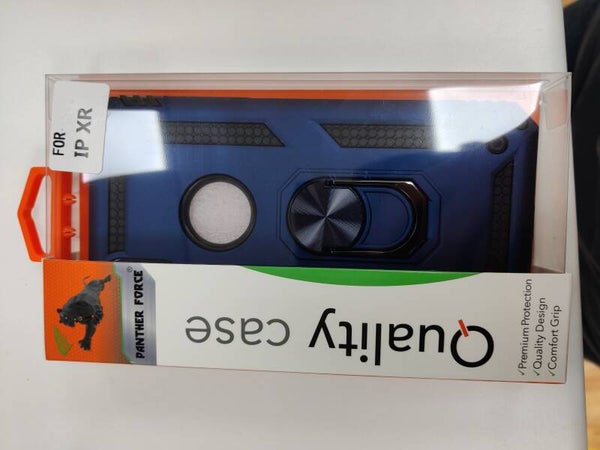 FOR
IP XR
PANTHER FORCE®
Quality case
✓Premium Protection
✓Quality Design
✓Comfort Grip